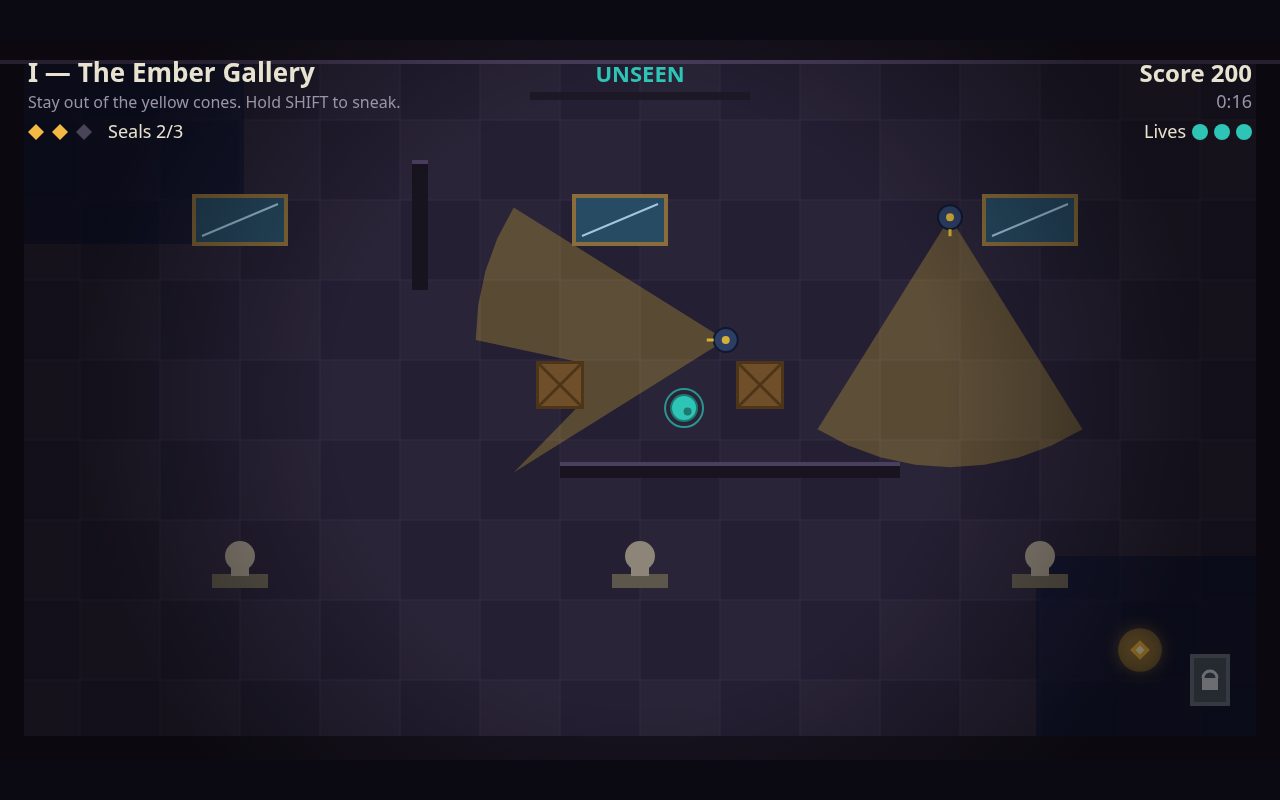 I — The Ember Gallery
Stay out of the yellow cones. Hold SHIFT to sneak.
Seals 2/3
UNSEEN
Score 200
0:16
Lives